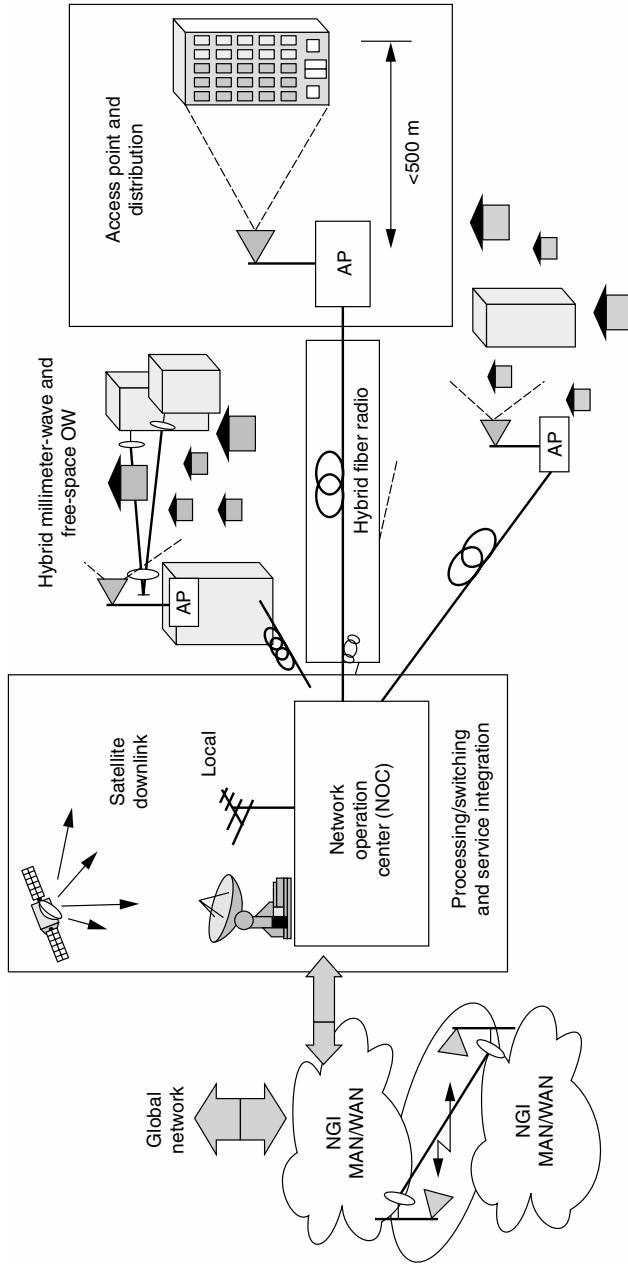 Global
network
NGI
MAN/WAN
NGI
MAN/WAN
Satellite
downlink
Local
Network
operation
center (NOC)
Processing/switching
and service integration
Hybrid millimeter-wave and
free-space OW
AP
Hybrid fiber radio
AP
Access point and
distribution
AP
<500 m